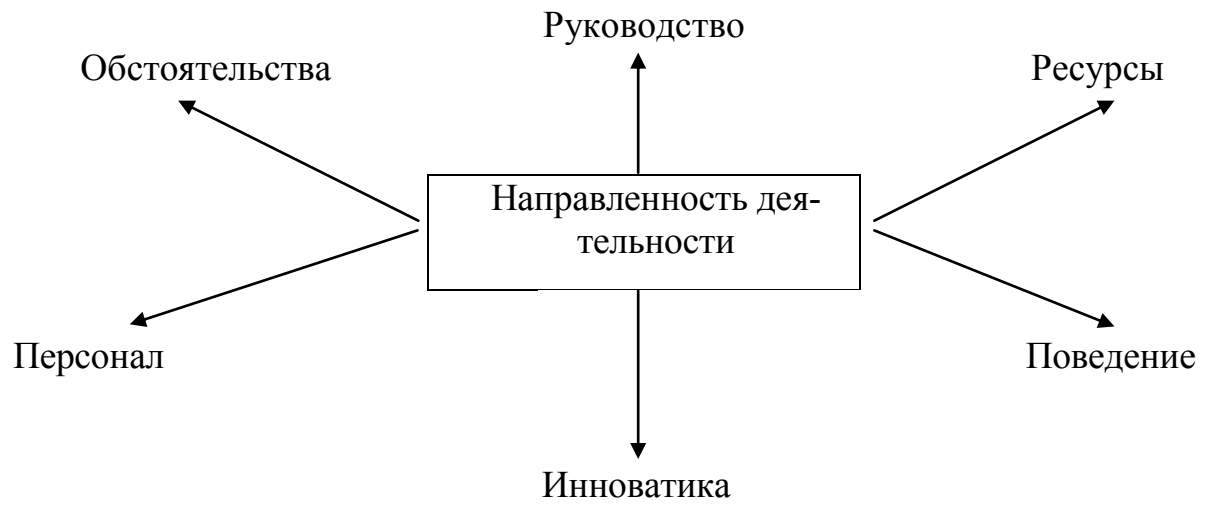 Руководство
Обстоятельства
Ресурсы
Направленность дея-
тельности
Персонал
Поведение
Инноватика